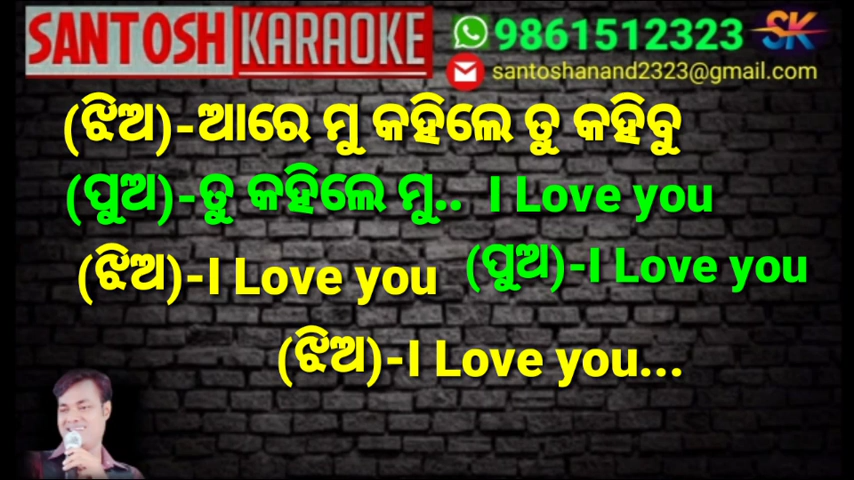 SANTOSH KARAOKE 9861512323 SK
santoshanand2323@gmail.com
(ଝିଅ)-ଆରେ ମୁ କହିଲେ ତୁ କହିବୁ
(ପୁଅ)-ତୁ କହିଲେ ମୁ.. I Love you
(ଝିଅ)-I Love you (ପୁଅ)-I Love you
(ଝିଅ)-I Love you...